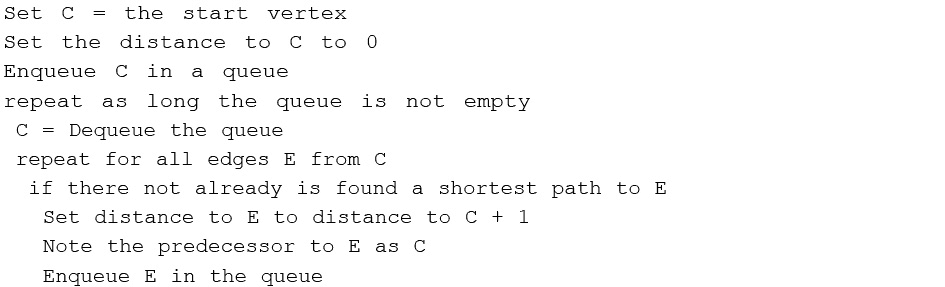 Set C = the start vertex
Set the distance to C to 0
Enqueue C in a queue
repeat as long the queue is not empty
C = Dequeue the queue
repeat for all edges E from C
if there not already is found a shortest path to E
Set distance to E to distance to C + 1
Note the predecessor to E as C
Enqueue E in the queue